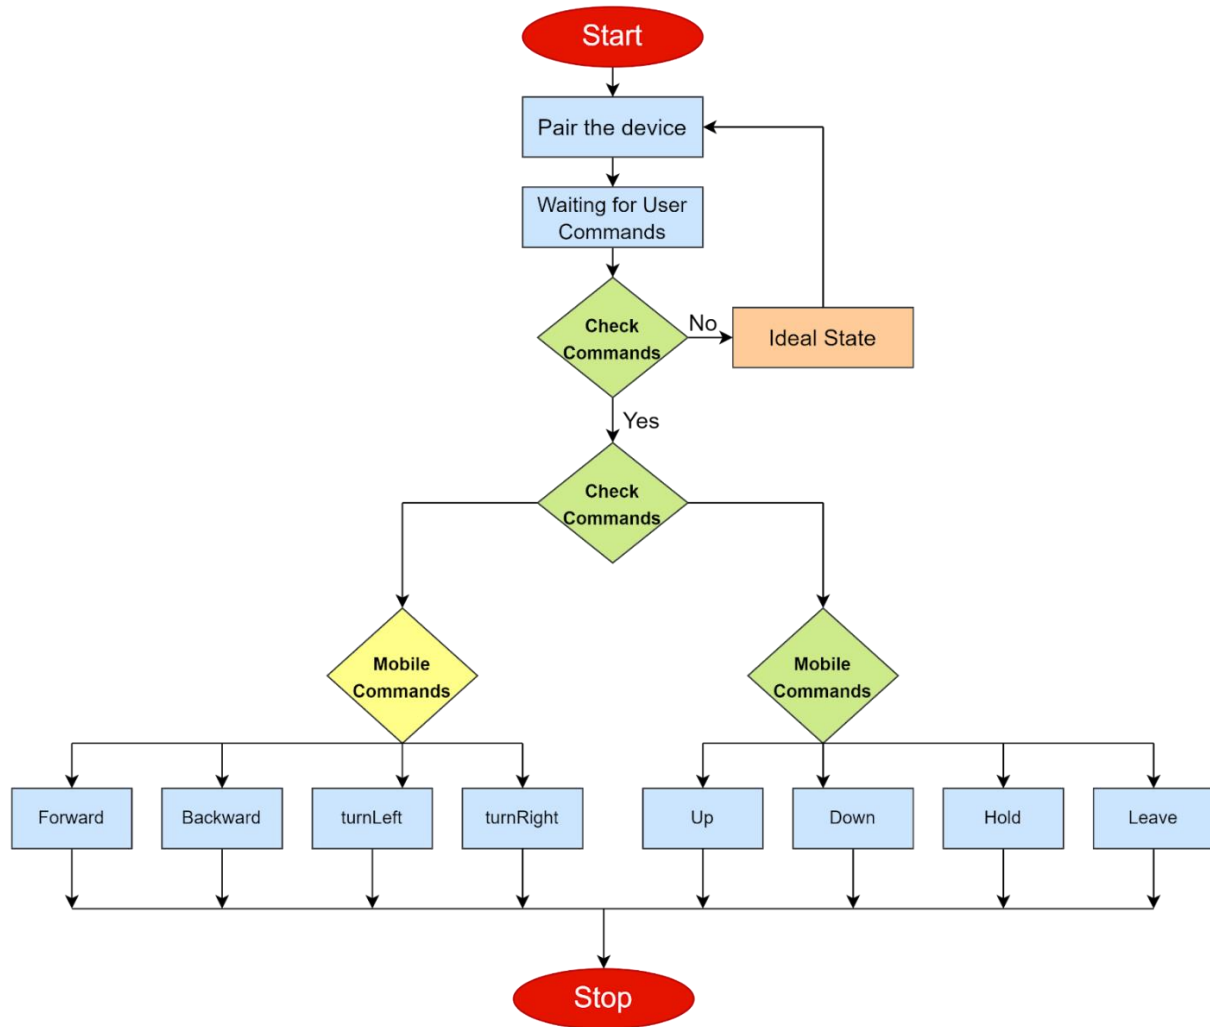 Start
Pair the device
Waiting for User
Commands
Check
Commands
No
Ideal State
Yes
Check
Commands
Mobile
Commands
Mobile
Commands
Forward
Backward
turnLeft
turnRight
Up
Down
Hold
Leave
Stop